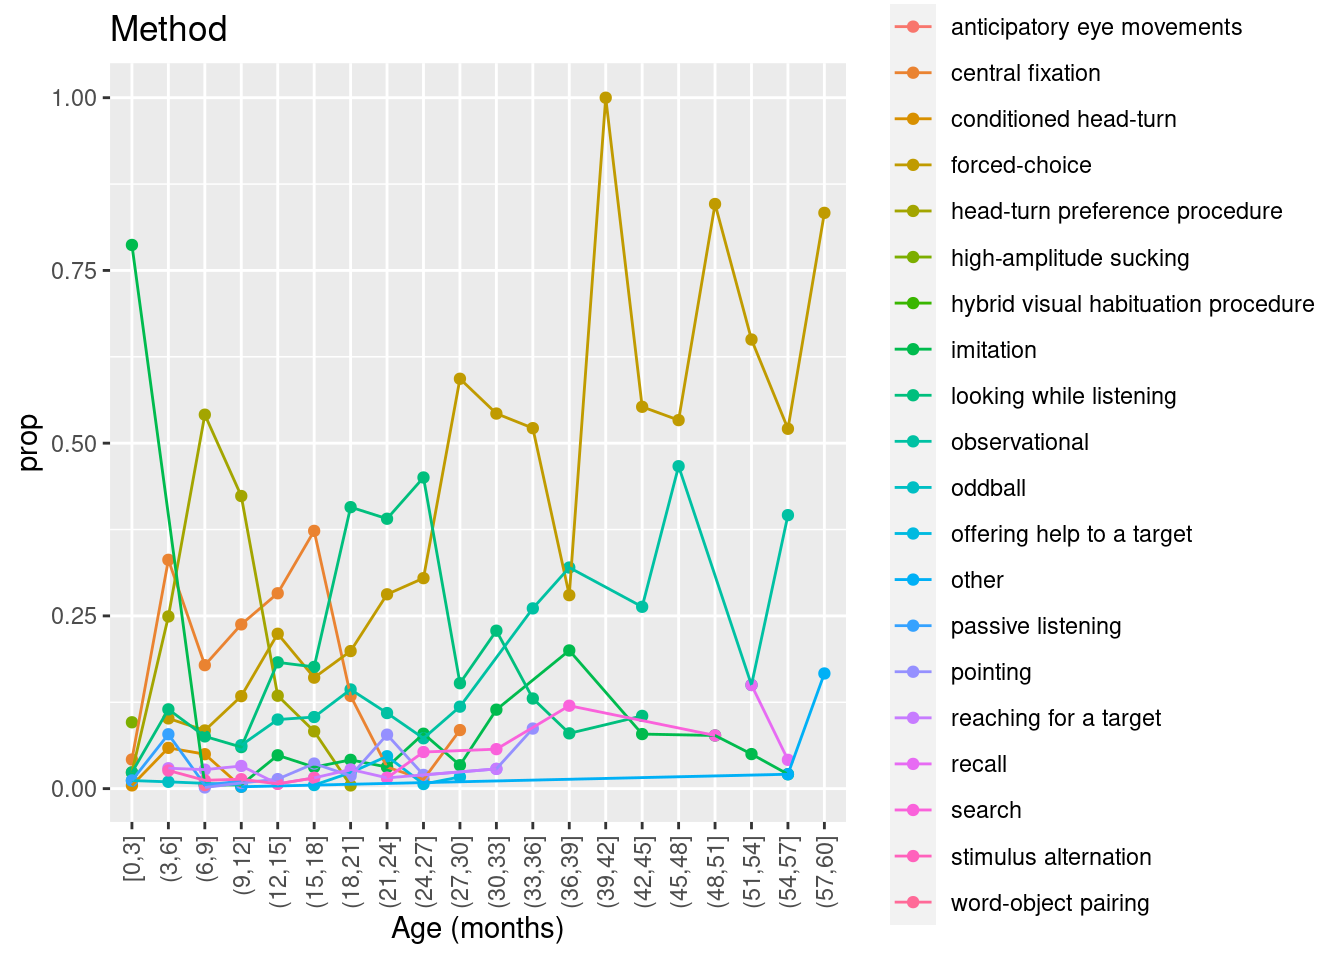 Method
1.00
0.75
0.50
0.25
0.00
prop
[0,3]
(3,6]
(6,9]
(9,12]
(12,15]
(15,18]
(18,21]
(21,24]
(24,27]
(27,30]
(30,33]
(33,36]
(36,39]
(39,42]
(42,45]
(45,48]
(48,51]
(51,54]
(54,57]
(57,60]
Age (months)
anticipatory eye movements
central fixation
conditioned head-turn
forced-choice
head-turn preference procedure
high-amplitude sucking
hybrid visual habituation procedure
imitation
looking while listening
observational
oddball
offering help to a target
other
passive listening
pointing
reaching for a target
recall
search
stimulus alternation
word-object pairing